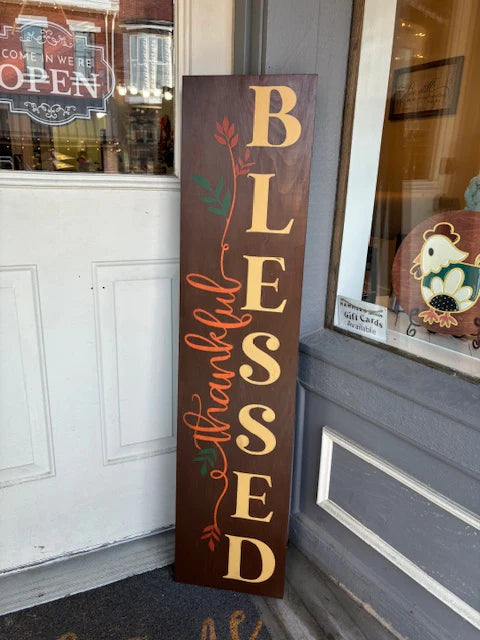 COME IN WE'RE
OPEN
BLESSED
thankful
Gift Cards
Available